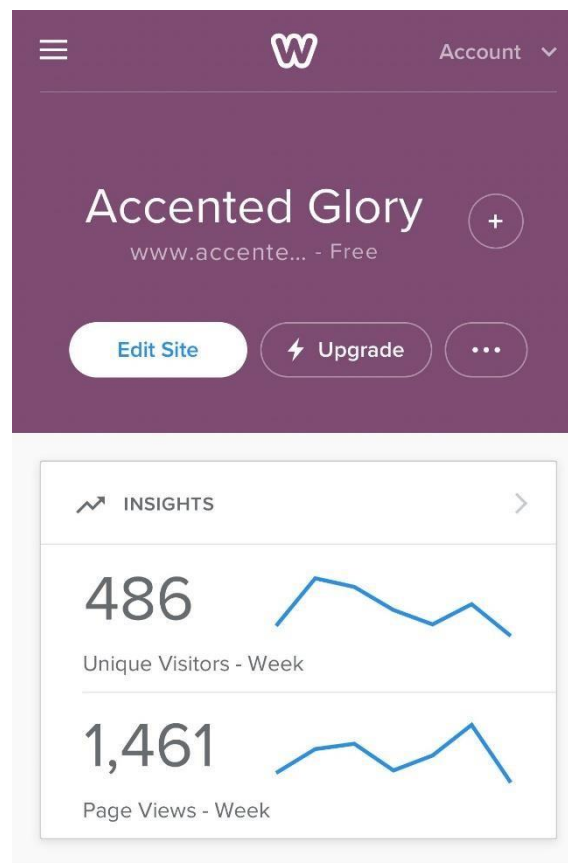 Account
Accented Glory
www.accente... - Free
+
Edit Site
Upgrade
...
INSIGHTS
486
Unique Visitors - Week
1,461
Page Views - Week